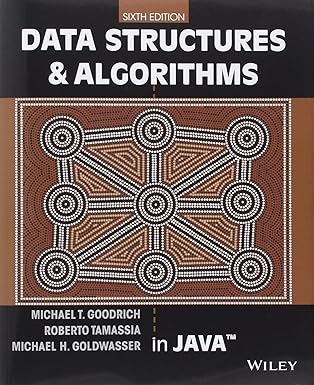 SIXTH EDITION
DATA STRUCTURES
& ALGORITHMS
MICHAEL T. GOODRICH
ROBERTO TAMASSIA
MICHAEL H. GOLDWASSER
in JAVA™
WILEY